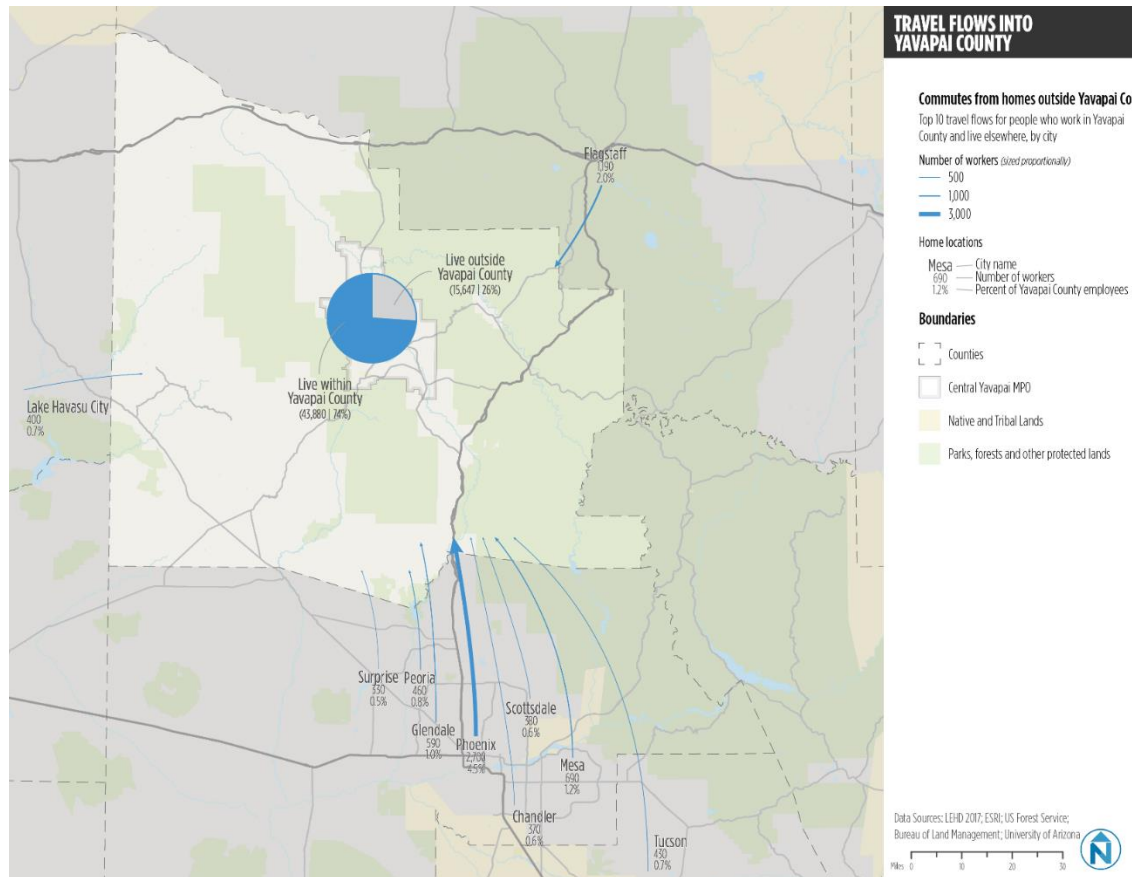 TRAVEL FLOWS INTO
YAVAPAI COUNTY
Commutes from homes outside Yavapai Co
Top 10 travel flows for people who work in Yavapai
County and live elsewhere, by city
Number of workers (sized proportionally)
500
1,000
3,000
Home locations
Mesa
690
1.2%
City name
Number of workers
Percent of Yavapai County employees
Boundaries
Counties
Central Yavapai MPO
Native and Tribal Lands
Parks, forests and other protected lands
Data Sources: LEHD 2017; ESRI; US Forest Service;
Bureau of Land Management; University of Arizona
Miles 0 10 20 30
N
Flagstaff
1,190
2.0%
Live outside
Yavapai County
(15,647 | 26%)
Live within
Yavapai County
(43,880 | 74%)
Lake Havasu City
400
0.7%
Surprise
330
0.5%
Peoria
460
0.8%
Glendale
590
1.0%
Phoenix
2,700
4.5%
Scottsdale
380
0.6%
Mesa
690
1.2%
Chandler
370
0.6%
Tucson
430
0.7%